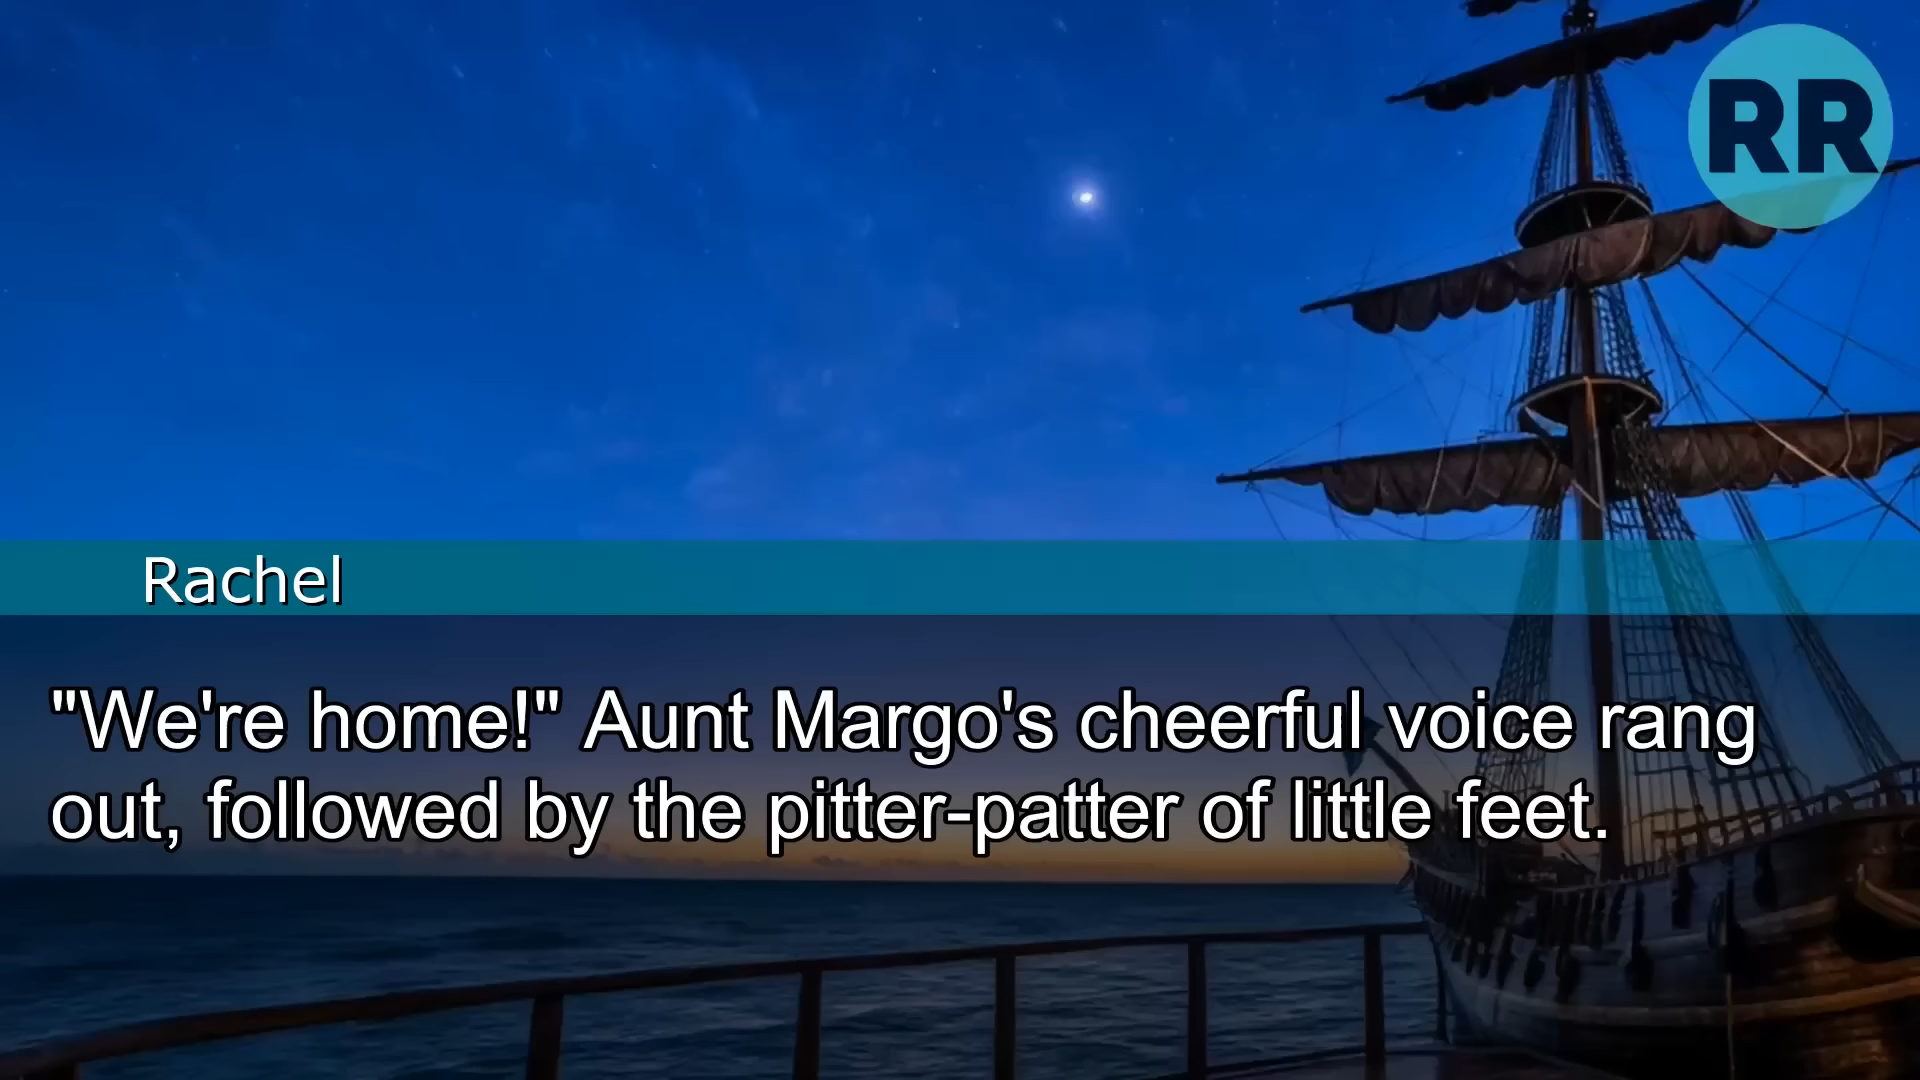 RR
Rachel
"We're home!" Aunt Margo's cheerful voice rang
out, followed by the pitter-patter of little feet.